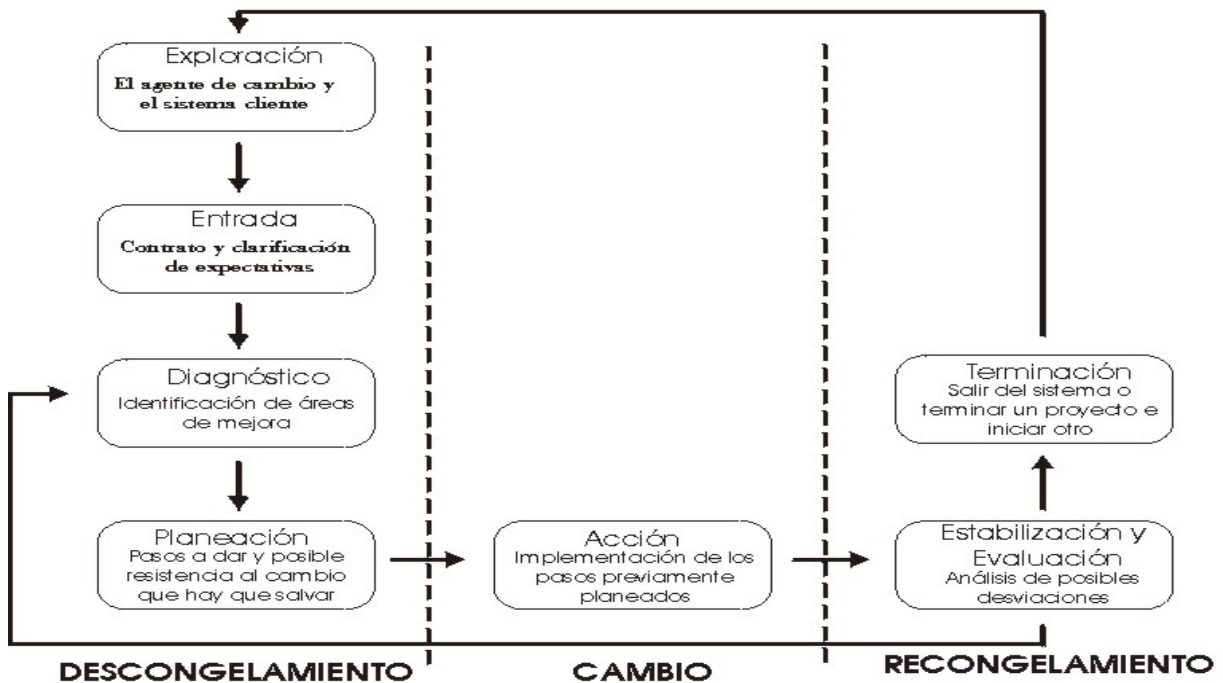 Exploración
El agente de cambio y
el sistema cliente
Entrada
Contrato y clarificación
de expectativas
Diagnóstico
Identificación de áreas
de mejora
Planeación
Pasos a dar y posible
resistencia al cambio
que hay que salvar
Acción
Implementación de los
pasos previamente
planeados
Estabilización y
Evaluación
Análisis de posibles
desviaciones
Terminación
Salir del sistema o
terminar un proyecto e
iniciar otro
DESCONGELAMIENTO
CAMBIO
RECONGELAMIENTO